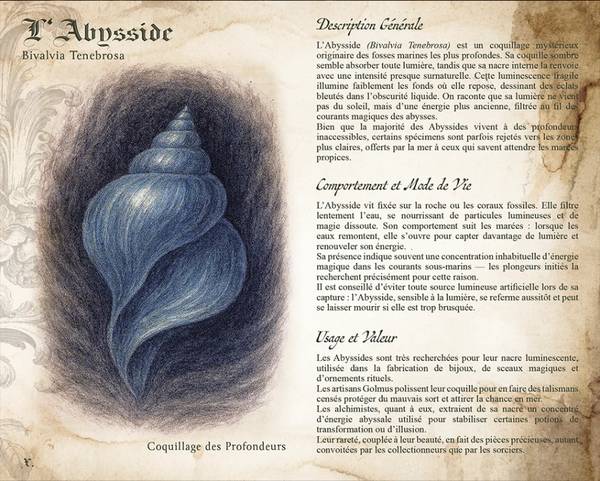 L'Abysside
Bivalvia Tenebrosa
Coquillage des Profondeurs
x.
Description Générale
L'Abysside (Bivalvia Tenebrosa) est un coquillage mystérieux
originaire des fosses marines les plus profondes. Sa coquille sombre
semble absorber toute lumière, tandis que sa nacre interne la renvoie
avec une intensité presque surnaturelle. Cette luminescence fragile
illumine faiblement les fonds où elle repose, dessinant des éclats
bleutés dans l'obscurité liquide. On raconte que sa lumière ne vient
pas du soleil, mais d'une énergie plus ancienne, filtrée au fil des
courants magiques des abysses.
Bien que la majorité des Abyssides vivent à des profondeurs
inaccessibles, certains spécimens sont parfois rejetés vers les zones
plus claires, offerts par la mer à ceux qui savent attendre les marées
propices.
Comportement et Mode de Vie
L'Abysside vit fixée sur la roche ou les coraux fossiles. Elle filtre
lentement l'eau, se nourrissant de particules lumineuses et de
magie dissoute. Son comportement suit les marées : lorsque les
eaux remontent, elle s'ouvre pour capter davantage de lumière et
renouveler son énergie. .
Sa présence indique souvent une concentration inhabituelle d'énergie
magique dans les courants sous-marins — les plongeurs initiés la
recherchent précisément pour cette raison.
Il est conseillé d'éviter toute source lumineuse artificielle lors de sa
capture : l'Abysside, sensible à la lumière, se referme aussitôt et peut
se laisser mourir si elle est trop brusquée.
Usage et Valeur
Les Abyssides sont très recherchées pour leur nacre luminescente,
utilisée dans la fabrication de bijoux, de sceaux magiques et
d'ornements rituels.
Les artisans Golmus polissent leur coquille pour en faire des talismans
censés protéger du mauvais sort et attirer la chance en mer.
Les alchimistes, quant à eux, extraient de sa nacre un concentré
d'énergie abyssale utilisé pour stabiliser certaines potions de
transformation ou d'illusion.
Leur rareté, couplée à leur beauté, en fait des pièces précieuses, autant
convoitées par les collectionneurs que par les sorciers.